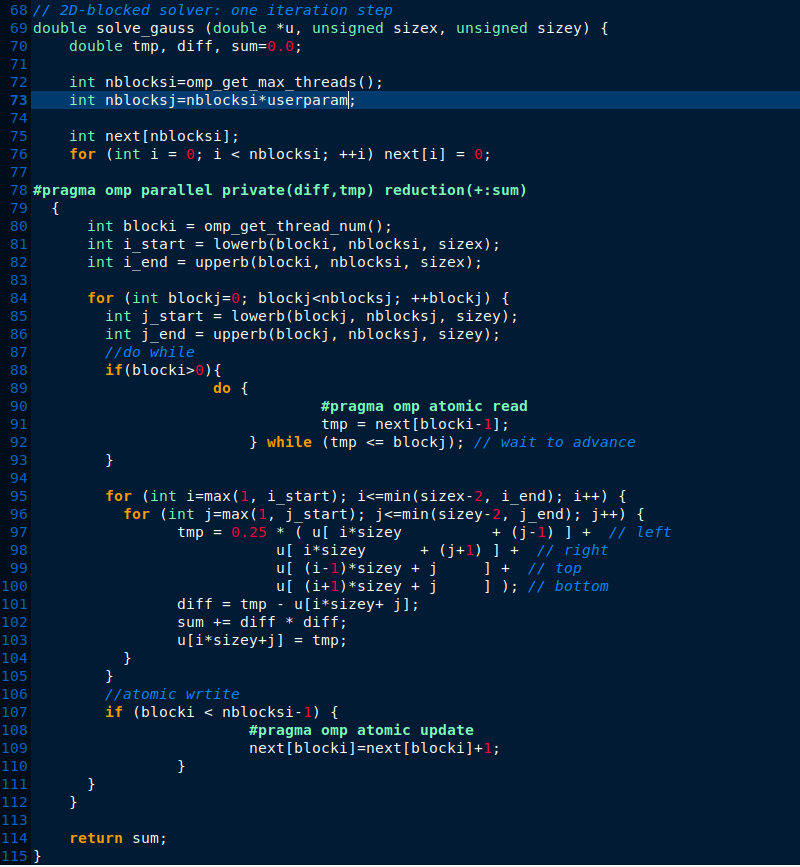 68 // 2D-blocked solver: one iteration step
69 double solve_gauss (double *u, unsigned sizex, unsigned sizey) {
70     double tmp, diff, sum=0.0;
71
72     int nblocksi=omp_get_max_threads();
73     int nblocksj=nblocksi*userparam;
74
75     int next[nblocksi];
76     for (int i = 0; i < nblocksi; ++i) next[i] = 0;
77
78 #pragma omp parallel private(diff,tmp) reduction(+:sum)
79   {
80       int blocki = omp_get_thread_num();
81       int i_start = lowerb(blocki, nblocksi, sizex);
82       int i_end = upperb(blocki, nblocksi, sizex);
83
84       for (int blockj=0; blockj<nblocksj; ++blockj) {
85         int j_start = lowerb(blockj, nblocksj, sizey);
86         int j_end = upperb(blockj, nblocksj, sizey);
87         //do while
88         if(blocki>0){
89                     do {
90                                 #pragma omp atomic read
91                                 tmp = next[blocki-1];
92                         } while (tmp <= blockj); // wait to advance
93         }
94
95         for (int i=max(1, i_start); i<=min(sizex-2, i_end); i++) {
96           for (int j=max(1, j_start); j<=min(sizey-2, j_end); j++) {
97                 tmp = 0.25 * ( u[ i*sizey          + (j-1) ] +  // left
98                            u[ i*sizey      + (j+1) ] +  // right
99                            u[ (i-1)*sizey + j     ] +  // top
100                            u[ (i+1)*sizey + j     ] ); // bottom
101                 diff = tmp - u[i*sizey+ j];
102                 sum += diff * diff;
103                 u[i*sizey+j] = tmp;
104           }
105         }
106         //atomic wrtite
107         if (blocki < nblocksi-1) {
108                         #pragma omp atomic update
109                         next[blocki]=next[blocki]+1;
110                 }
111       }
112     }
113
114     return sum;
115 }